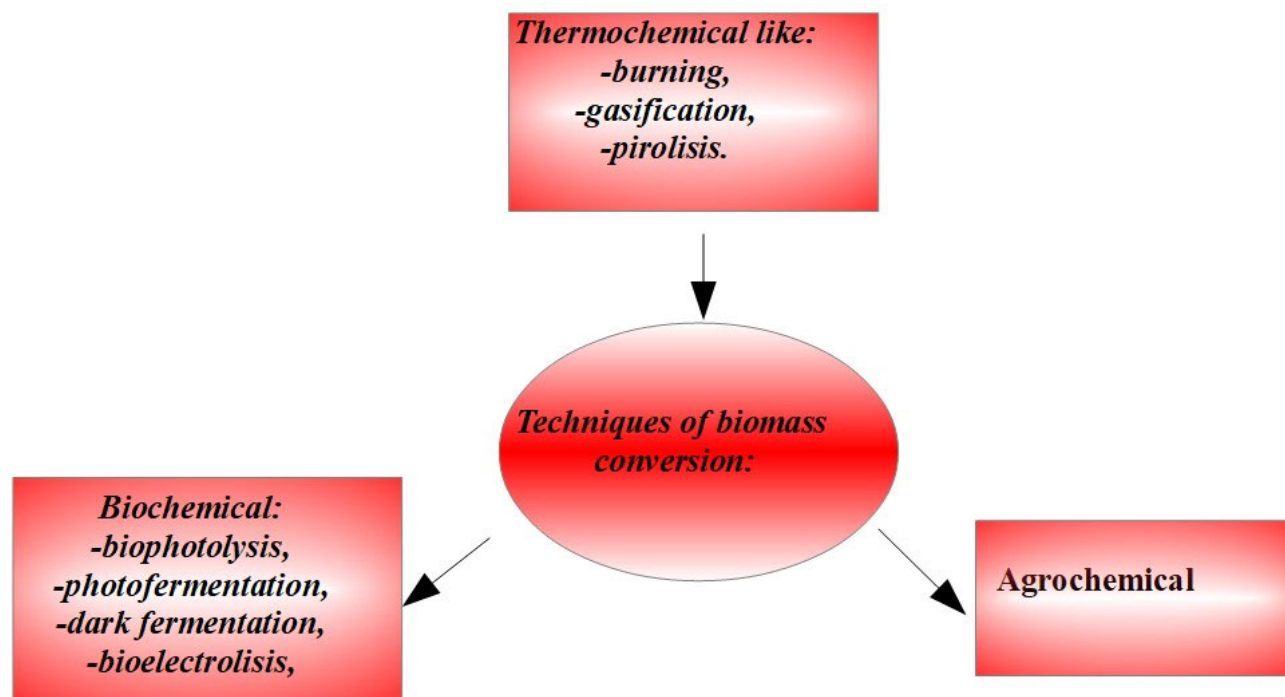 Thermochemical like:
-burning,
-gasification,
-pirolisis.
Techniques of biomass
conversion:
Biochemical:
-biophotolysis,
-photofermentation,
-dark fermentation,
-bioelectrolisis,
Agrochemical